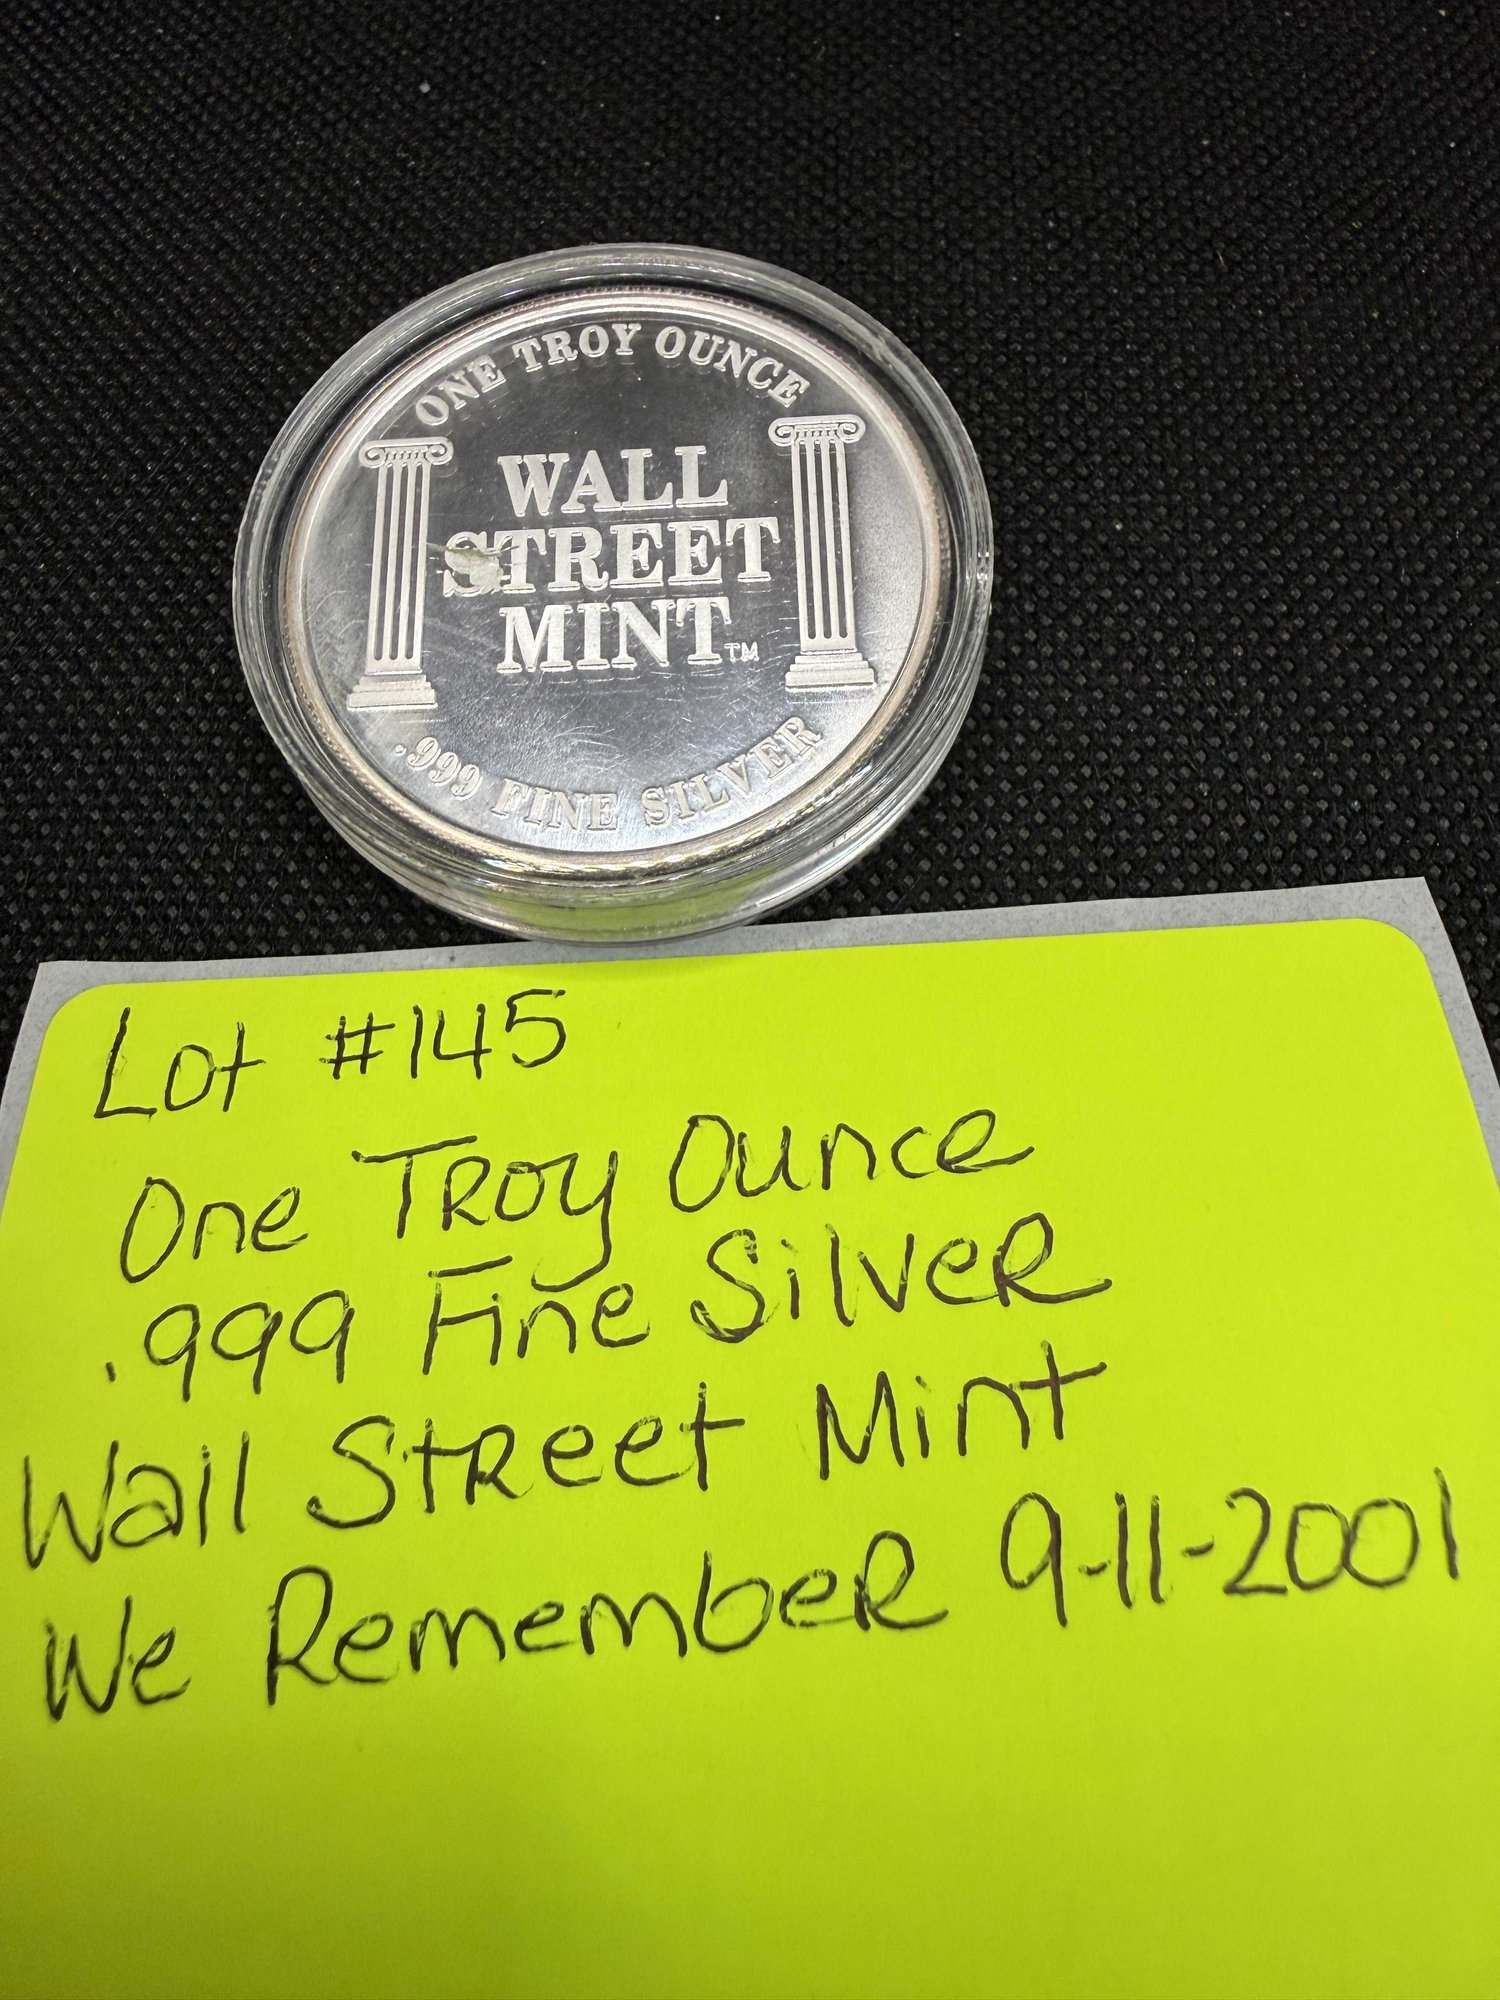 ONE TROY OUNCE
WALL
STREET
MINT TM
.999 FINE SILVER
Lot #145
One TRoy Ounce
.999 Fine SilveR
Wall StReet Mint
We RemembeR 9-11-2001